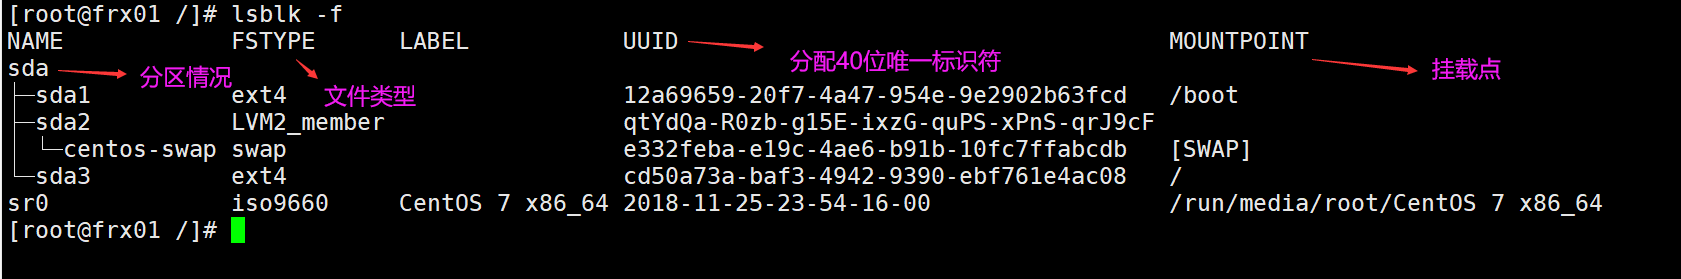 [root@frx01 /]# lsblk -f
NAME FSTYPE LABEL UUID MOUNTPOINT
分配40位唯一标识符
sda 分区情况 挂载点
文件类型
├─sda1 ext4 12a69659-20f7-4a47-954e-9e2902b63fcd /boot
├─sda2 LVM2_member qtYdQa-R0zb-g15E-ixzG-quPS-xPnS-qrJ9cF
│ └─centos-swap swap e332feba-e19c-4ae6-b91b-10fc7ffabcdb [SWAP]
└─sda3 ext4 cd50a73a-baf3-4942-9390-ebf761e4ac08 /
sr0 iso9660 CentOS 7 x86_64 2018-11-25-23-54-16-00 /run/media/root/CentOS 7 x86_64
[root@frx01 /]#